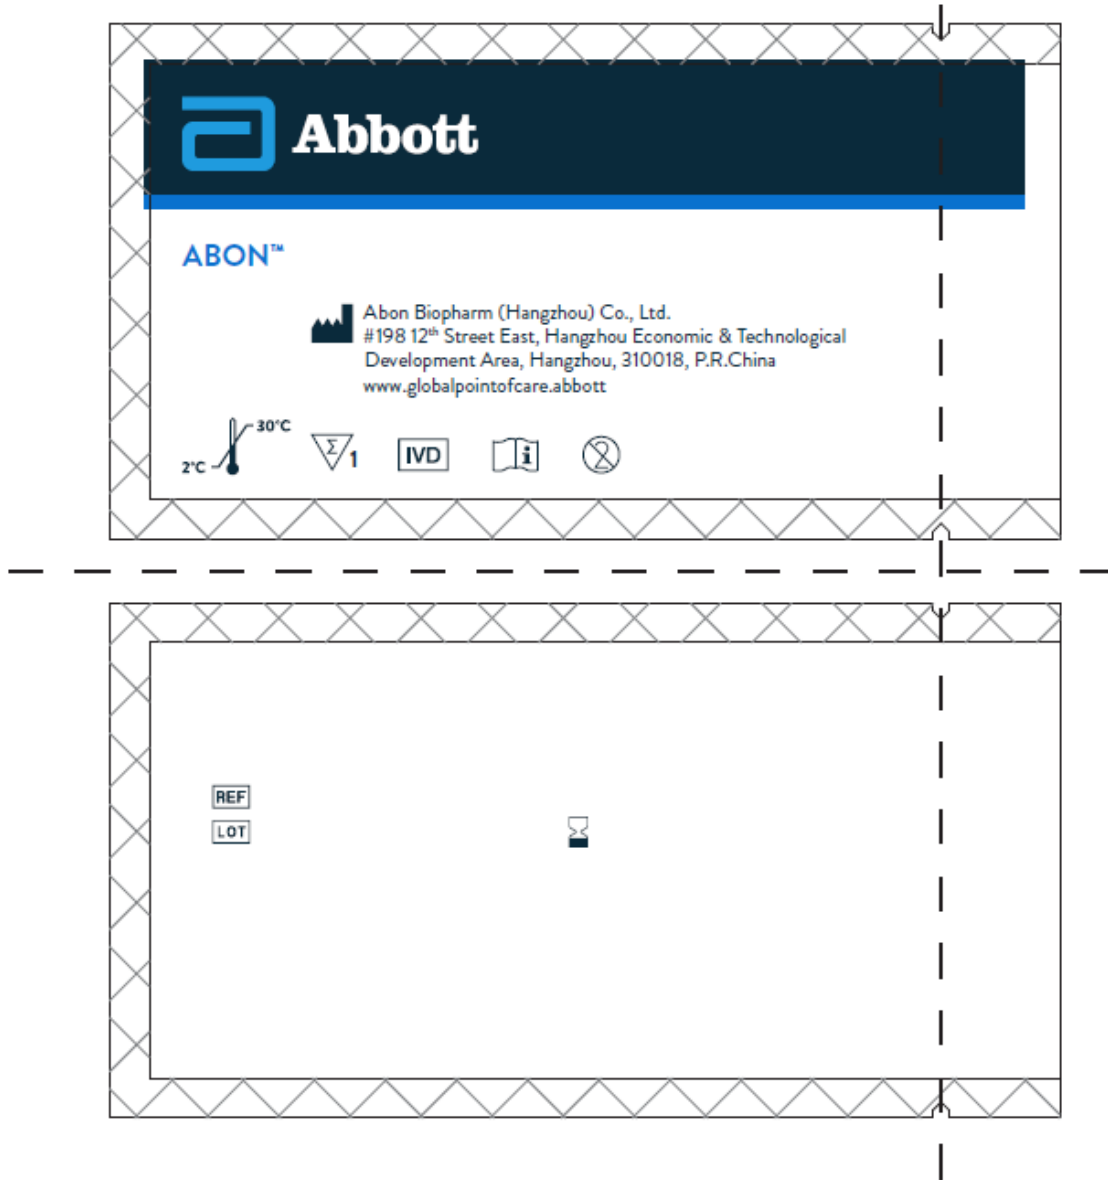 Abbott
ABON™
Abon Biopharm (Hangzhou) Co., Ltd.
#198 12th Street East, Hangzhou Economic & Technological
Development Area, Hangzhou, 310018, P.R.China
www.globalpointofcare.abbott
30°C
2°C
Σ
1
IVD
i
2
REF
LOT